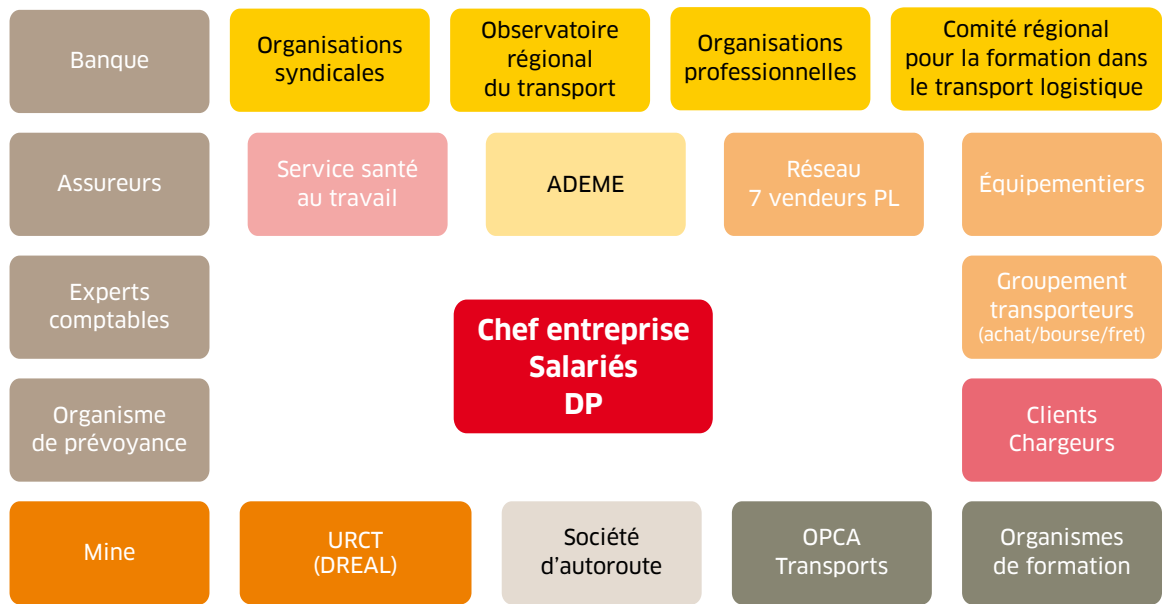 Banque
Organisations
syndicales
Observatoire
régional
du transport
Organisations
professionnelles
Comité régional
pour la formation dans
le transport logistique
Assureurs
Service santé
au travail
ADEME
Réseau
7 vendeurs PL
Équipementiers
Experts
comptables
Chef entreprise
Salariés
DP
Groupement
transporteurs
(achat/bourse/fret)
Organisme
de prévoyance
Clients
Chargeurs
Mine
URCT
(DREAL)
Société
d’autoroute
OPCA
Transports
Organismes
de formation